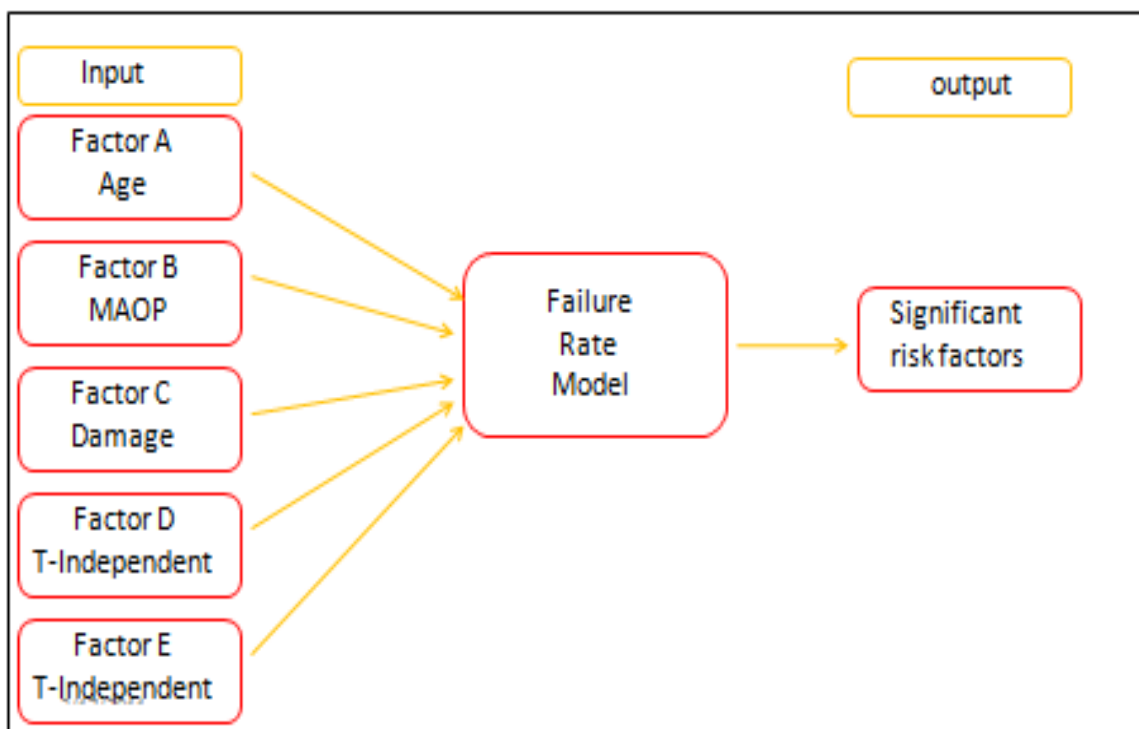 Input
output
Factor A
Age
Factor B
MAOP
Factor C
Damage
Factor D
T-Independent
Factor E
T-Independent
Failure
Rate
Model
Significant
risk factors